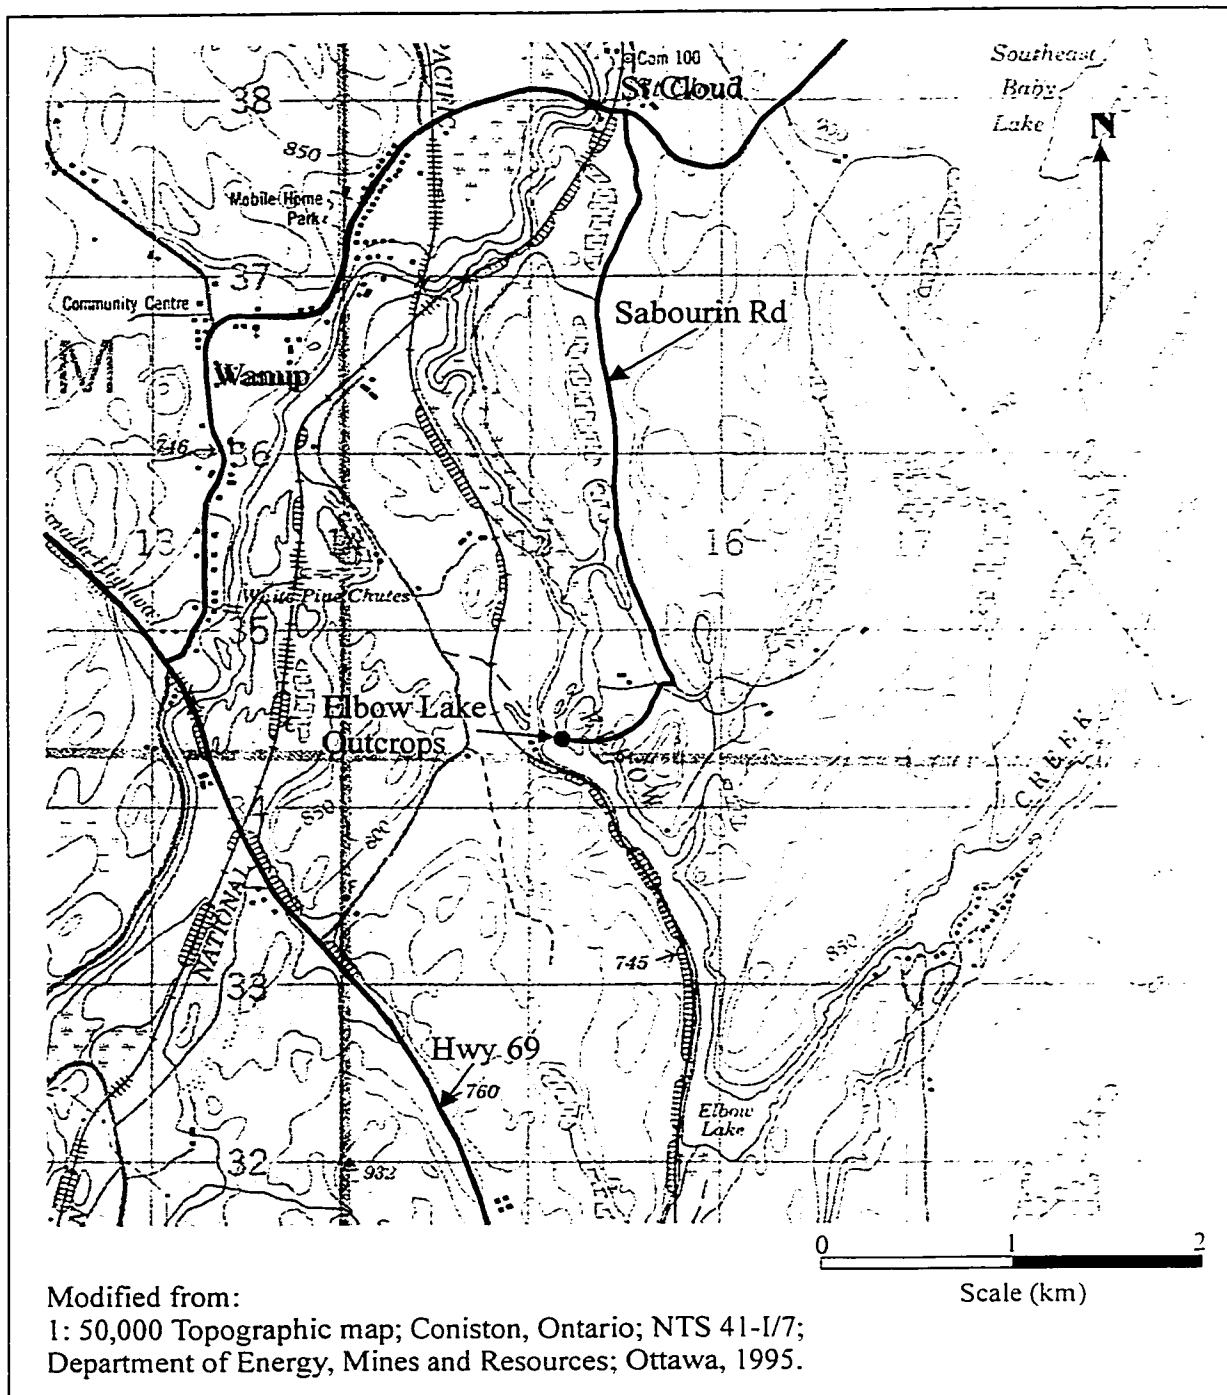 Com 100
Southeast
Baby
Lake
St Cloud
38
N
850
Mobile Home
Park
37
Community Centre
Sabourin Rd
Wanup
746
36
13
16
White Pine Chutes
35
Elbow Lake
Outcrops
34
850
800
CREEK
NATIONAL
850
745
33
Hwy 69
760
Elbow
Lake
32
932
0 1 2
Scale (km)
Modified from:
1: 50,000 Topographic map; Coniston, Ontario; NTS 41-I/7;
Department of Energy, Mines and Resources; Ottawa, 1995.